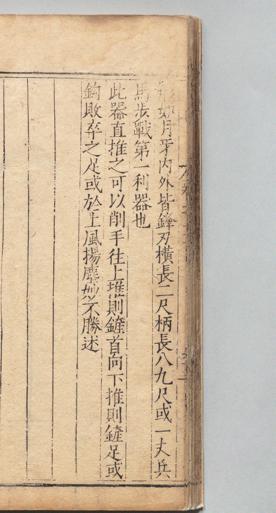 形如月牙內外皆鋒刃橫長二尺柄長八九尺或一丈兵
馬步戰第一利器也
此器直推之可以削手往上推則鏟首向下推則鏟足或
鈎敗卒之足或於上風揚塵妙不勝述